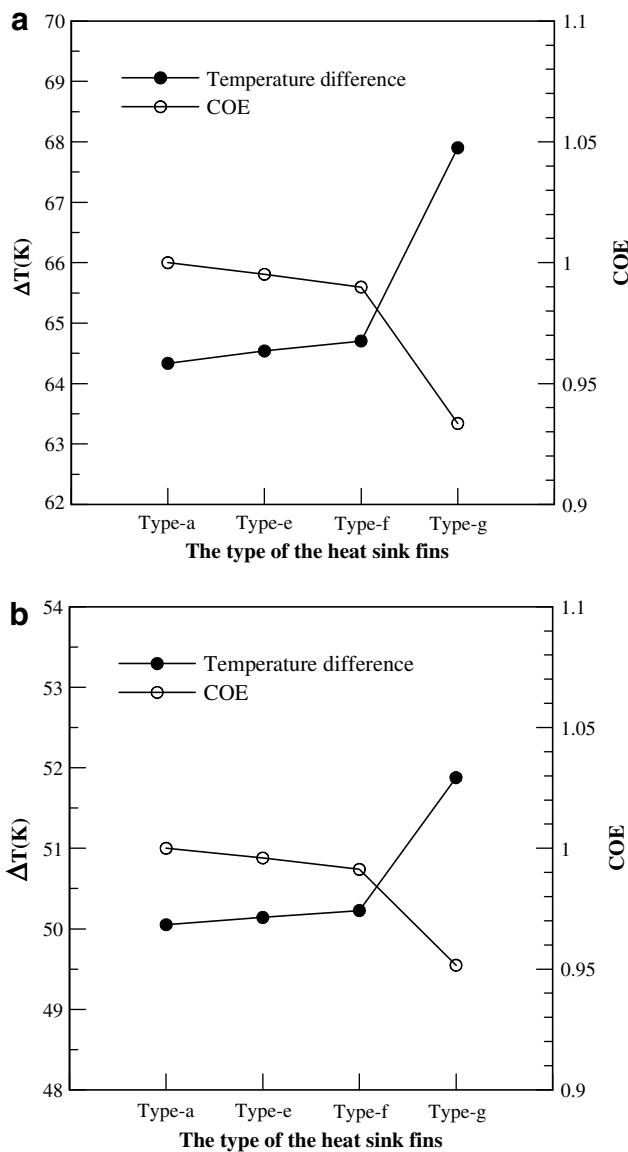 a
70
69
68
67
66
65
64
63
62
ΔT(K)
Temperature difference
COE
1.1
1.05
1
0.95
0.9
COE
Type-a Type-e Type-f Type-g
The type of the heat sink fins
b
54
53
52
51
50
49
48
ΔT(K)
Temperature difference
COE
1.1
1.05
1
0.95
0.9
COE
Type-a Type-e Type-f Type-g
The type of the heat sink fins